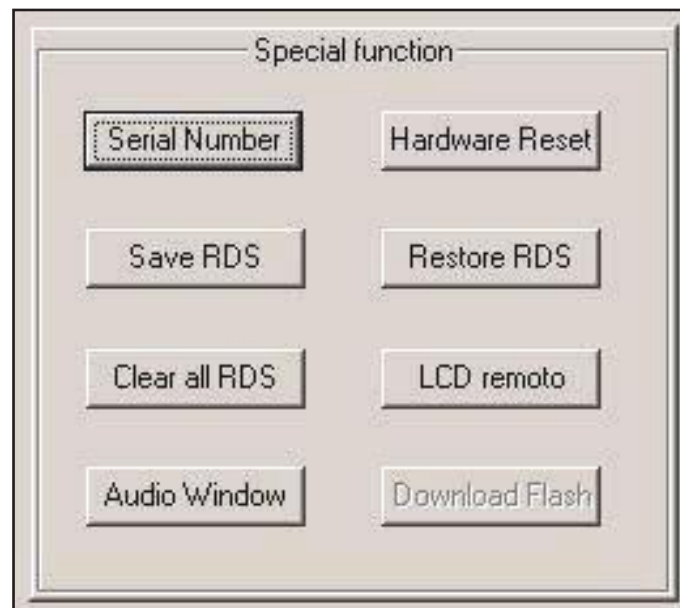 Special function
Serial Number
Hardware Reset
Save RDS
Restore RDS
Clear all RDS
LCD remoto
Audio Window
Download Flash